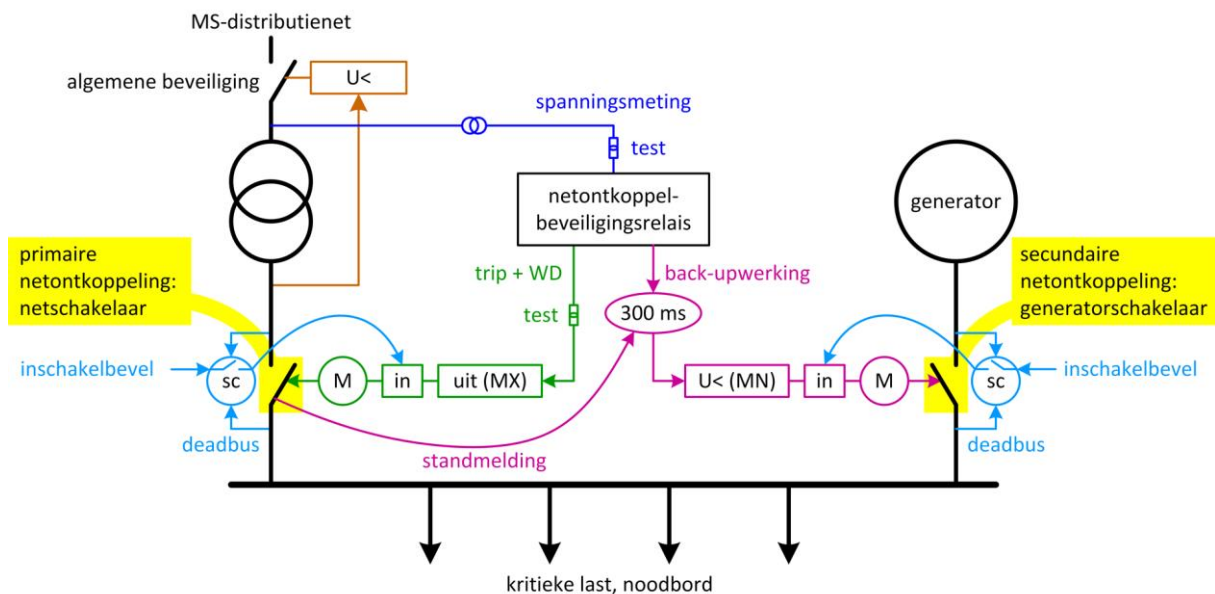 MS-distributienet
algemene beveiliging
U<
spanningsmeting
test
netontkoppel-
beveiligingsrelais
generator
primaire
netontkoppeling:
netschakelaar
secundaire
netontkoppeling:
generatorschakelaar
trip + WD
back-upwerking
test
300 ms
inschakelbevel
sc
M
in
uit (MX)
U< (MN)
in
M
sc
inschakelbevel
deadbus
standmelding
deadbus
kritieke last, noodbord